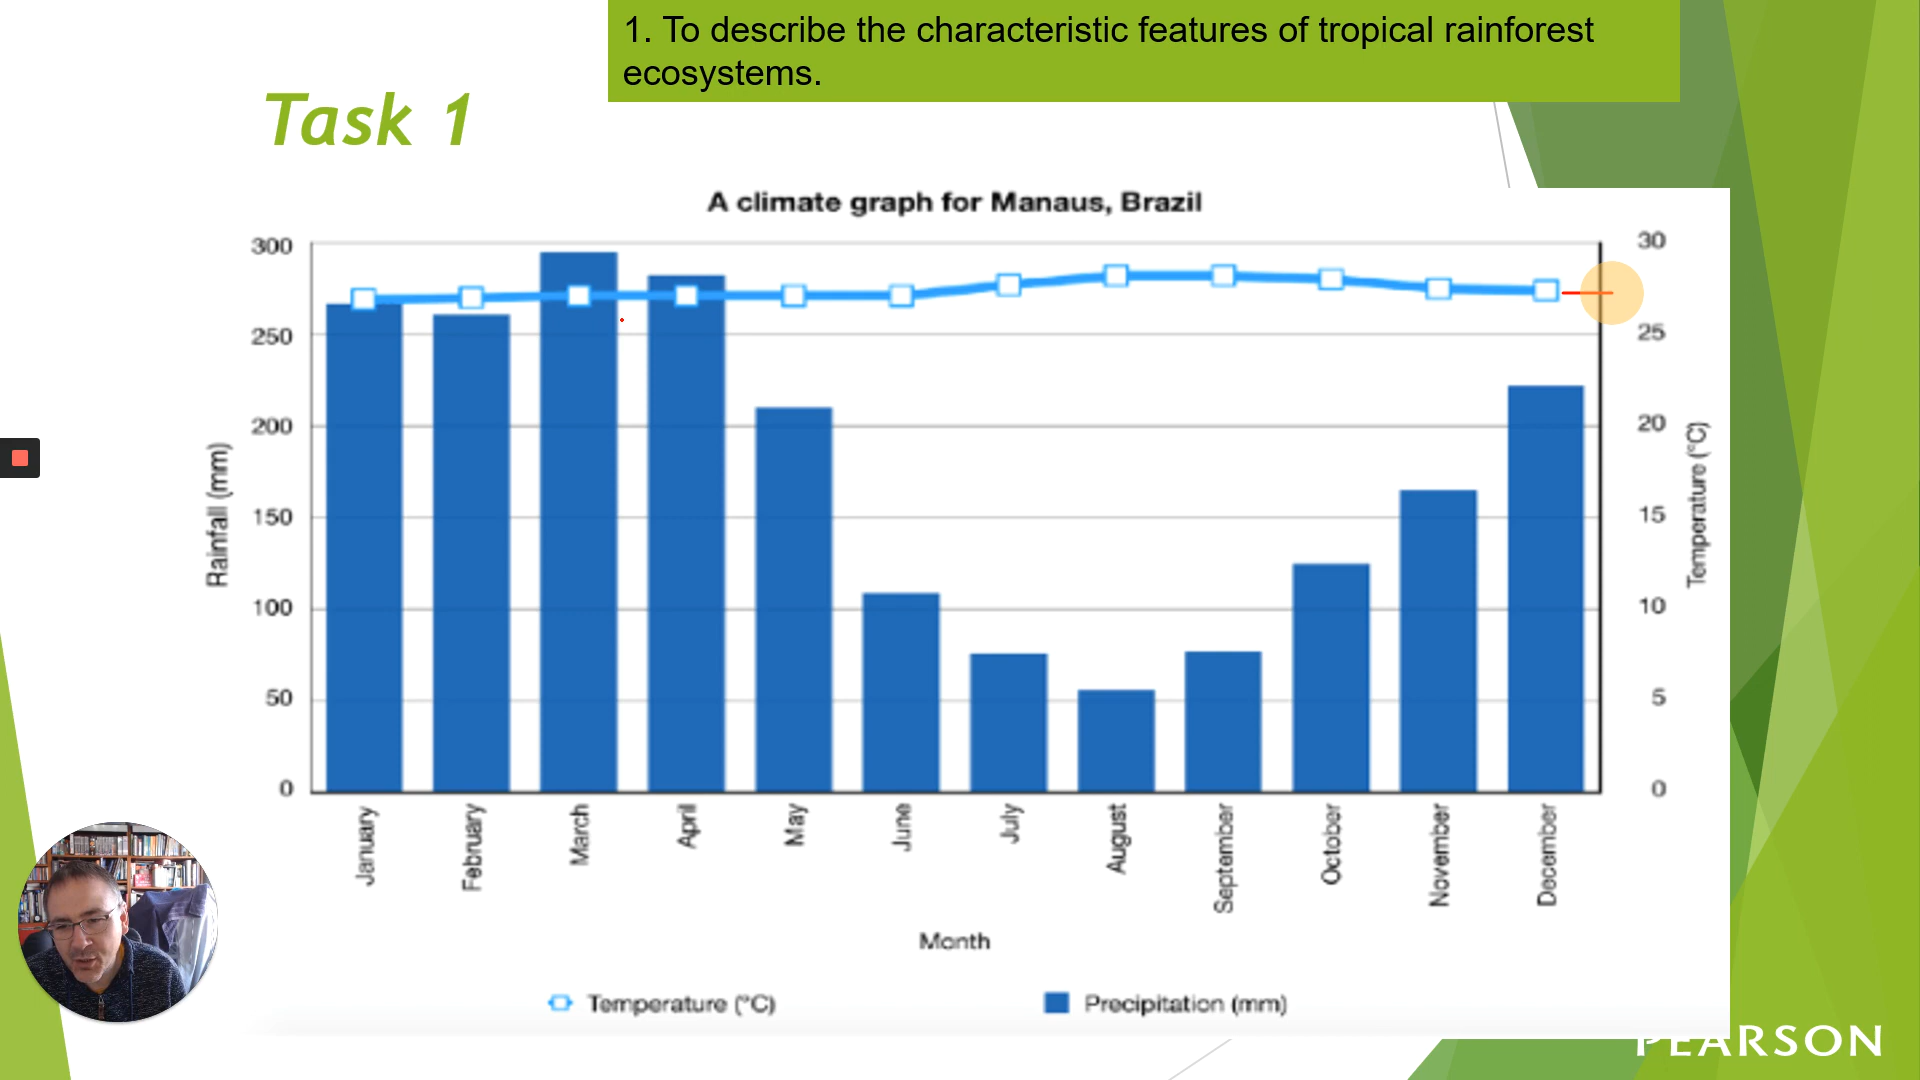 1. To describe the characteristic features of tropical rainforest
ecosystems.
Task 1
A climate graph for Manaus, Brazil
300
250
200
150
100
50
0
Rainfall (mm)
30
25
20
15
10
5
0
Temperature (°C)
January
February
March
April
May
June
July
August
September
October
November
December
Month
Temperature (°C)
Precipitation (mm)
PEARSON